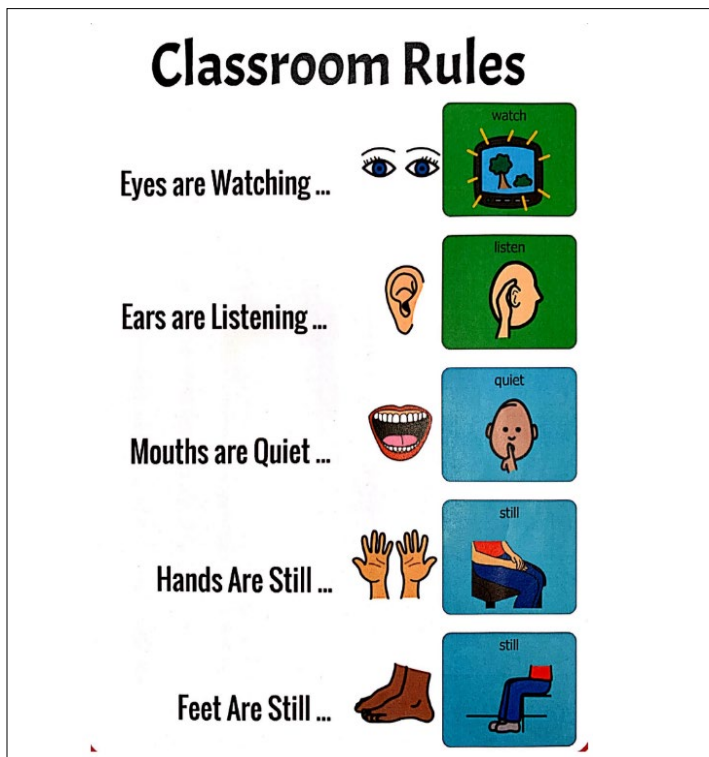 Classroom Rules
watch
Eyes are Watching ...
listen
Ears are Listening ...
quiet
Mouths are Quiet ...
still
Hands Are Still ...
still
Feet Are Still ...